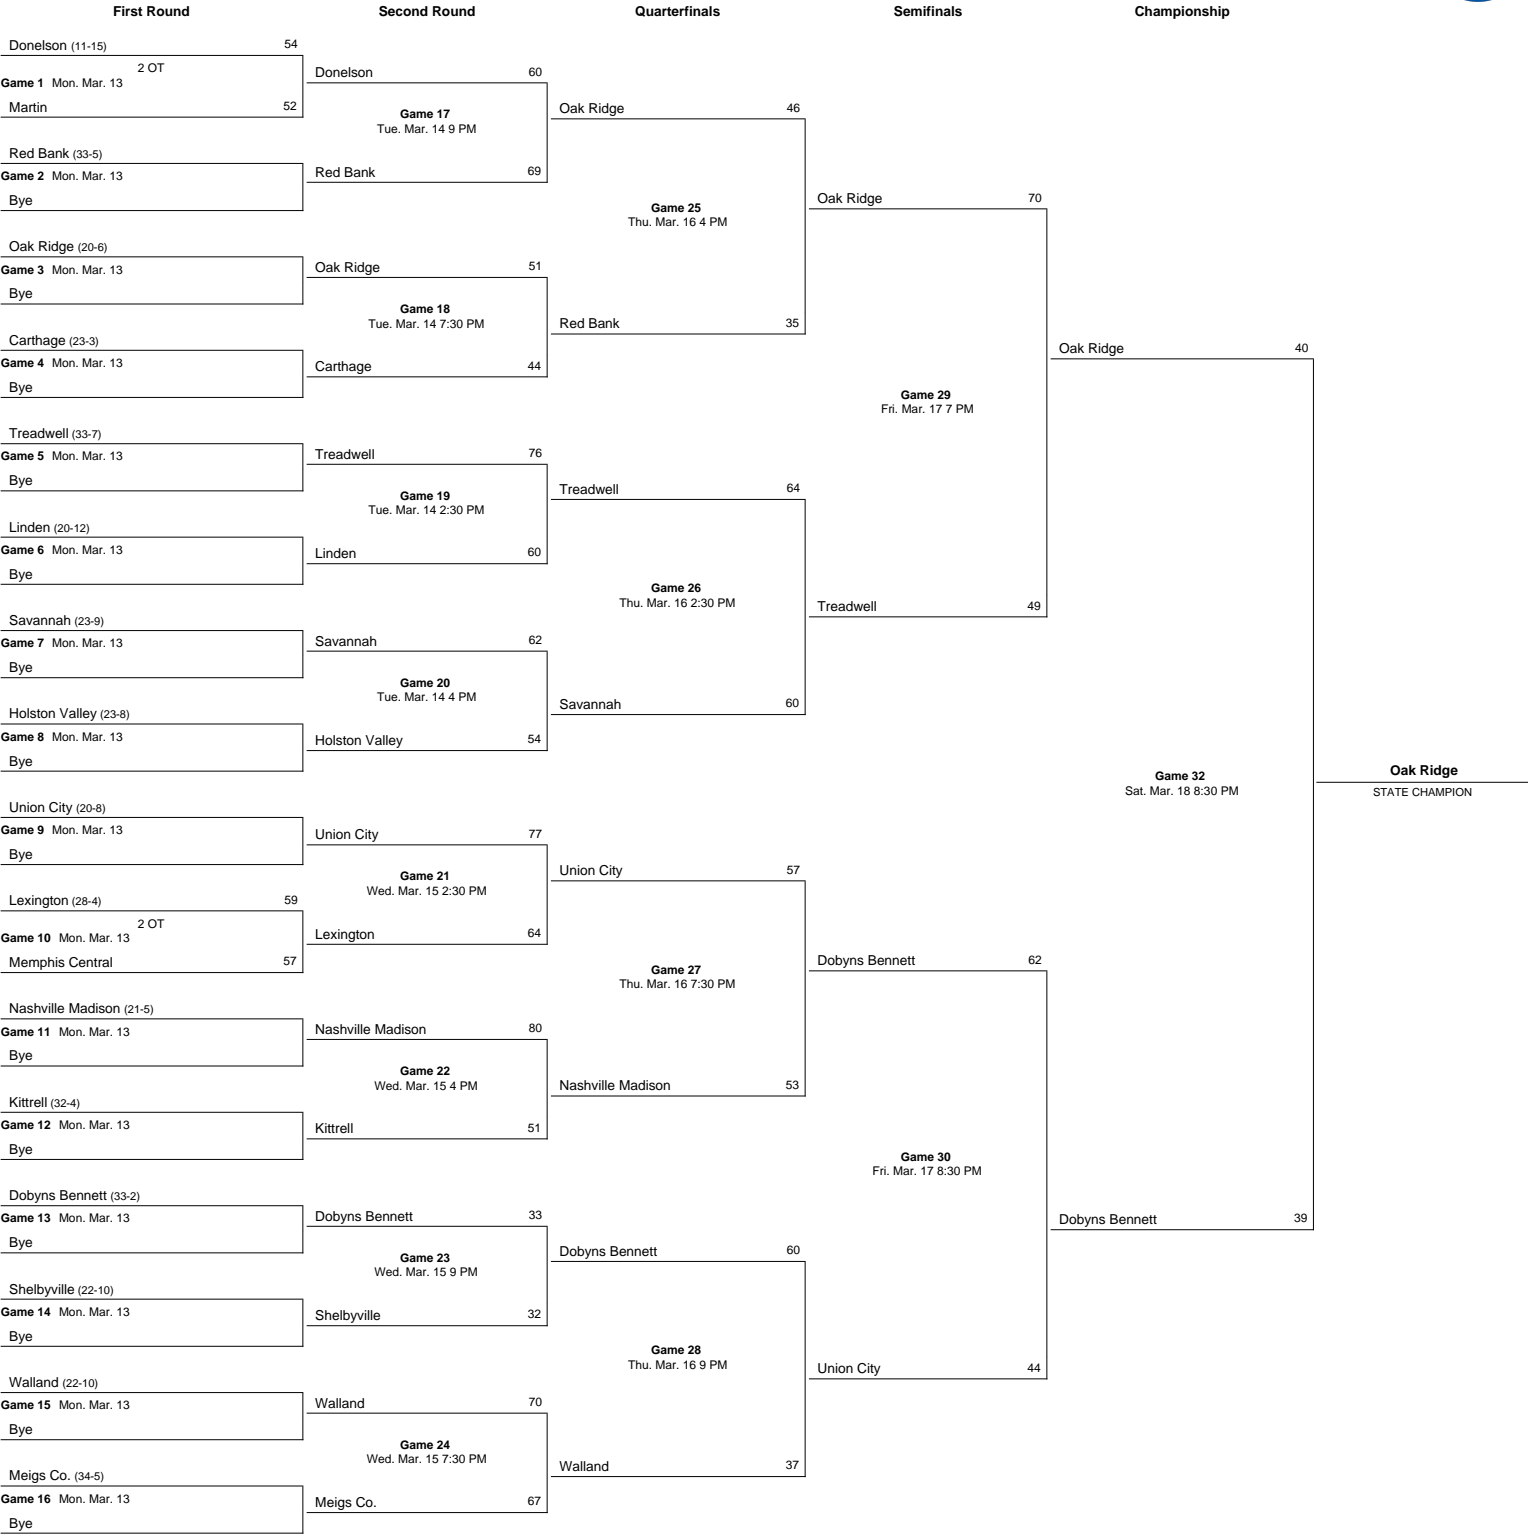 First Round
Second Round
Quarterfinals
Semifinals
Championship
Donelson (11-15) 54
2 OT
Game 1 Mon. Mar. 13
Martin 52
Red Bank (33-5)
Game 2 Mon. Mar. 13
Bye
Oak Ridge (20-6)
Game 3 Mon. Mar. 13
Bye
Carthage (23-3)
Game 4 Mon. Mar. 13
Bye
Treadwell (33-7)
Game 5 Mon. Mar. 13
Bye
Linden (20-12)
Game 6 Mon. Mar. 13
Bye
Savannah (23-9)
Game 7 Mon. Mar. 13
Bye
Holston Valley (23-8)
Game 8 Mon. Mar. 13
Bye
Union City (20-8)
Game 9 Mon. Mar. 13
Bye
Lexington (28-4) 59
2 OT
Game 10 Mon. Mar. 13
Memphis Central 57
Nashville Madison (21-5)
Game 11 Mon. Mar. 13
Bye
Kittrell (32-4)
Game 12 Mon. Mar. 13
Bye
Dobyns Bennett (33-2)
Game 13 Mon. Mar. 13
Bye
Shelbyville (22-10)
Game 14 Mon. Mar. 13
Bye
Walland (22-10)
Game 15 Mon. Mar. 13
Bye
Meigs Co. (34-5)
Game 16 Mon. Mar. 13
Bye
Donelson 60
Game 17
Tue. Mar. 14 9 PM
Red Bank 69
Oak Ridge 51
Game 18
Tue. Mar. 14 7:30 PM
Carthage 44
Treadwell 76
Game 19
Tue. Mar. 14 2:30 PM
Linden 60
Savannah 62
Game 20
Tue. Mar. 14 4 PM
Holston Valley 54
Union City 77
Game 21
Wed. Mar. 15 2:30 PM
Lexington 64
Nashville Madison 80
Game 22
Wed. Mar. 15 4 PM
Kittrell 51
Dobyns Bennett 33
Game 23
Wed. Mar. 15 9 PM
Shelbyville 32
Walland 70
Game 24
Wed. Mar. 15 7:30 PM
Meigs Co. 67
Oak Ridge 46
Game 25
Thu. Mar. 16 4 PM
Red Bank 35
Treadwell 64
Game 26
Thu. Mar. 16 2:30 PM
Savannah 60
Union City 57
Game 27
Thu. Mar. 16 7:30 PM
Nashville Madison 53
Dobyns Bennett 60
Game 28
Thu. Mar. 16 9 PM
Walland 37
Oak Ridge 70
Game 29
Fri. Mar. 17 7 PM
Treadwell 49
Dobyns Bennett 62
Game 30
Fri. Mar. 17 8:30 PM
Union City 44
Oak Ridge 40
Game 32
Sat. Mar. 18 8:30 PM
Dobyns Bennett 39
Oak Ridge
STATE CHAMPION